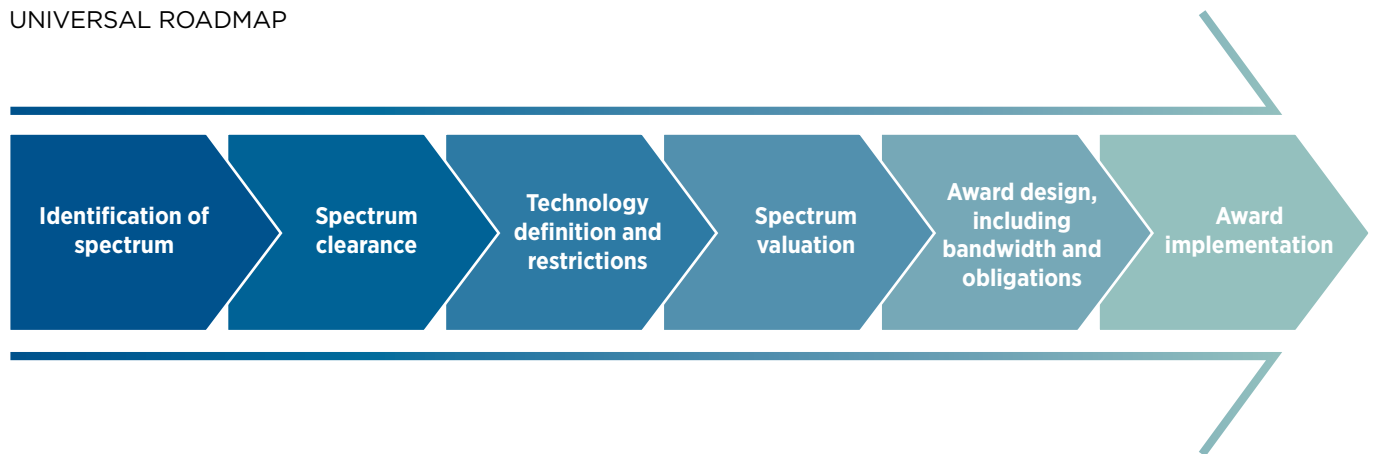 UNIVERSAL ROADMAP
Identification of
spectrum
Spectrum
clearance
Technology
definition and
restrictions
Spectrum
valuation
Award design,
including
bandwidth and
obligations
Award
implementation